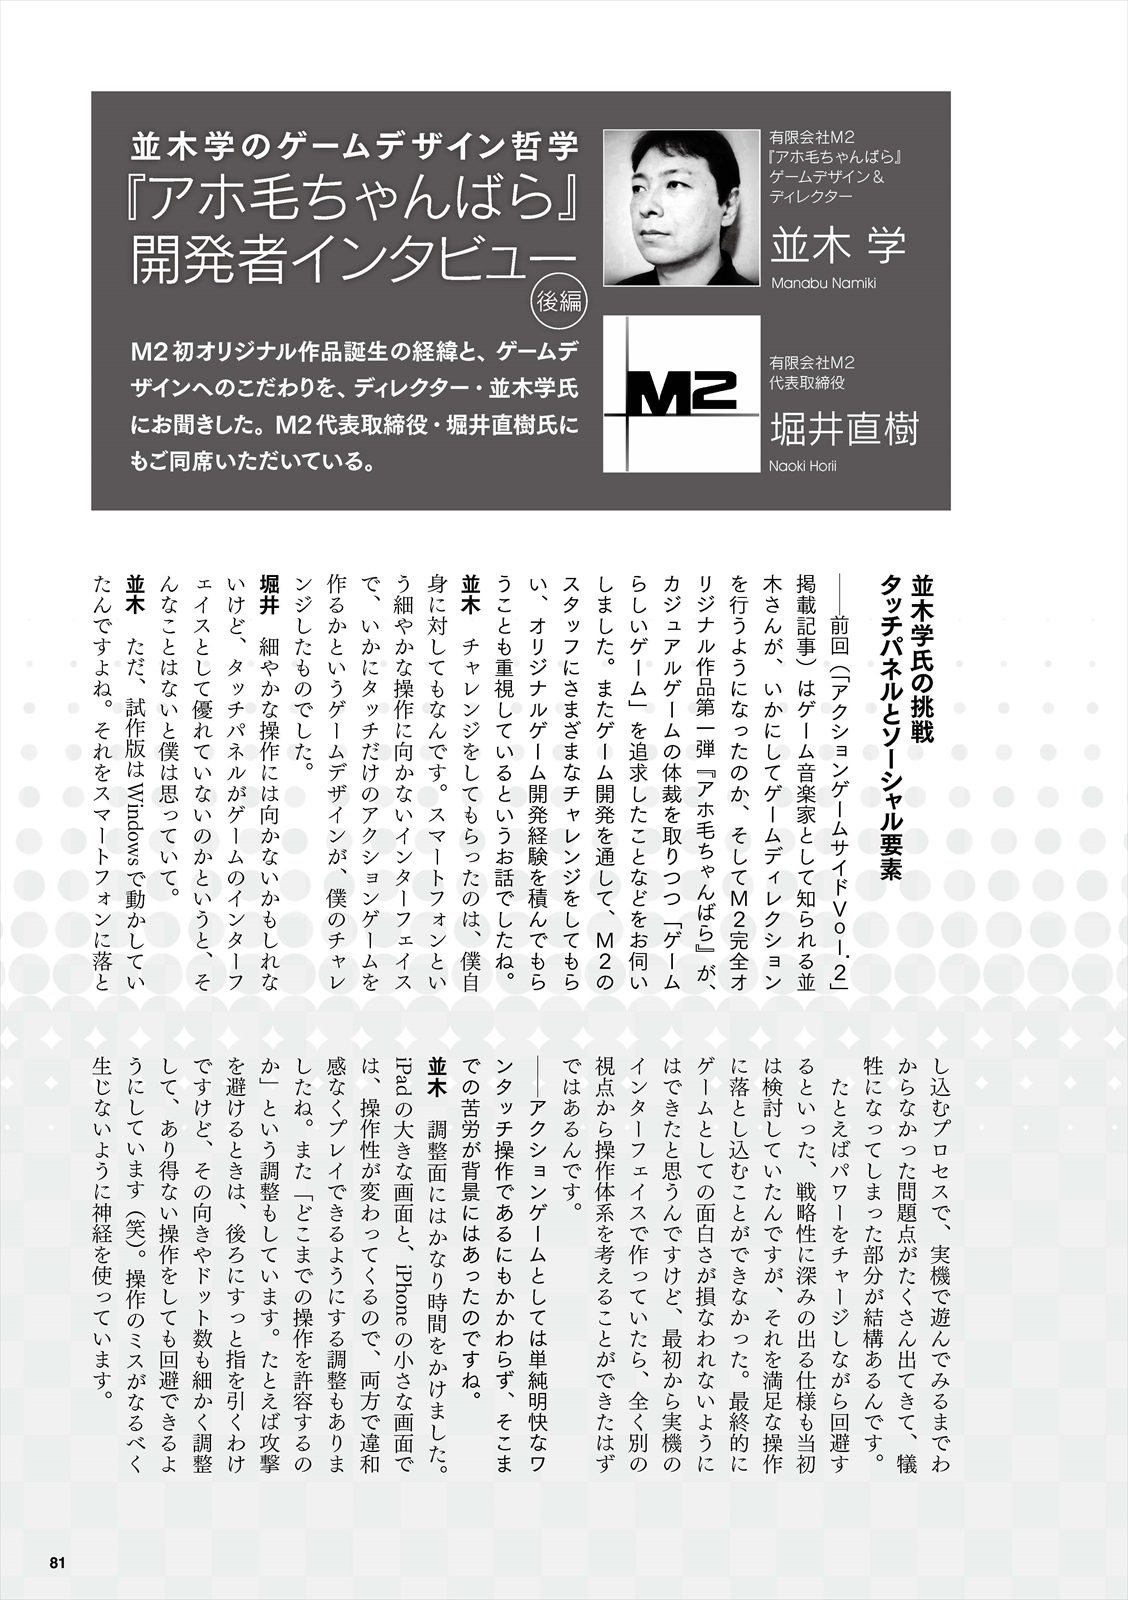 並木学のゲームデザイン哲学
『アホ毛ちゃんばら』
開発者インタビュー
後編
M2初オリジナル作品誕生の経緯と、ゲームデ
ザインへのこだわりを、ディレクター・並木学氏
にお聞きした。M2代表取締役・堀井直樹氏に
もご同席いただいている。
有限会社M2
『アホ毛ちゃんばら』
ゲームデザイン&
ディレクター
並木 学
Manabu Namiki
M2
有限会社M2
代表取締役
堀井直樹
Naoki Horii
並木学氏の挑戦
タッチパネルとソーシャル要素
――前回（「アクションゲームサイドVol.2」
掲載記事）はゲーム音楽家として知られる並
木さんが、いかにしてゲームディレクション
を行うようになったのか、そしてM2完全オ
リジナル作品第一弾『アホ毛ちゃんばら』が、
カジュアルゲームの体裁を取りつつ「ゲーム
らしいゲーム」を追求したことなどをお伺い
しました。またゲーム開発を通して、M2の
スタッフにさまざまなチャレンジをしてもら
い、オリジナルゲーム開発経験を積んでもら
うことも重視しているというお話でしたね。
並木　チャレンジをしてもらったのは、僕自
身に対してもなんです。スマートフォンとい
う細やかな操作に向かないインターフェイス
で、いかにタッチだけのアクションゲームを
作るかというゲームデザインが、僕のチャレ
ンジしたものでした。
堀井　細やかな操作には向かないかもしれな
いけど、タッチパネルがゲームのインターフ
ェイスとして優れていないのかというと、そ
んなことはないと僕は思っていて。
並木　ただ、試作版はWindowsで動かしてい
たんですよね。それをスマートフォンに落と
し込むプロセスで、実機で遊んでみるまでわ
からなかった問題点がたくさん出てきて、犠
牲になってしまった部分が結構あるんです。
　たとえばパワーをチャージしながら回避す
るといった、戦略性に深みの出る仕様も当初
は検討していたんですが、それを満足な操作
に落とし込むことができなかった。最終的に
ゲームとしての面白さが損なわれないように
はできたと思うんですけど、最初から実機の
インターフェイスで作っていたら、全く別の
視点から操作体系を考えることができたはず
ではあるんです。
――アクションゲームとしては単純明快なワ
ンタッチ操作であるにもかかわらず、そこま
での苦労が背景にはあったのですね。
並木　調整面にはかなり時間をかけました。
iPadの大きな画面と、iPhoneの小さな画面で
は、操作性が変わってくるので、両方で違和
感なくプレイできるようにする調整もありま
したね。また「どこまでの操作を許容するの
か」という調整もしています。たとえば攻撃
を避けるときは、後ろにすっと指を引くわけ
ですけど、その向きやドット数も細かく調整
して、あり得ない操作をしても回避できるよ
うにしています（笑）。操作のミスがなるべく
生じないように神経を使っています。
81